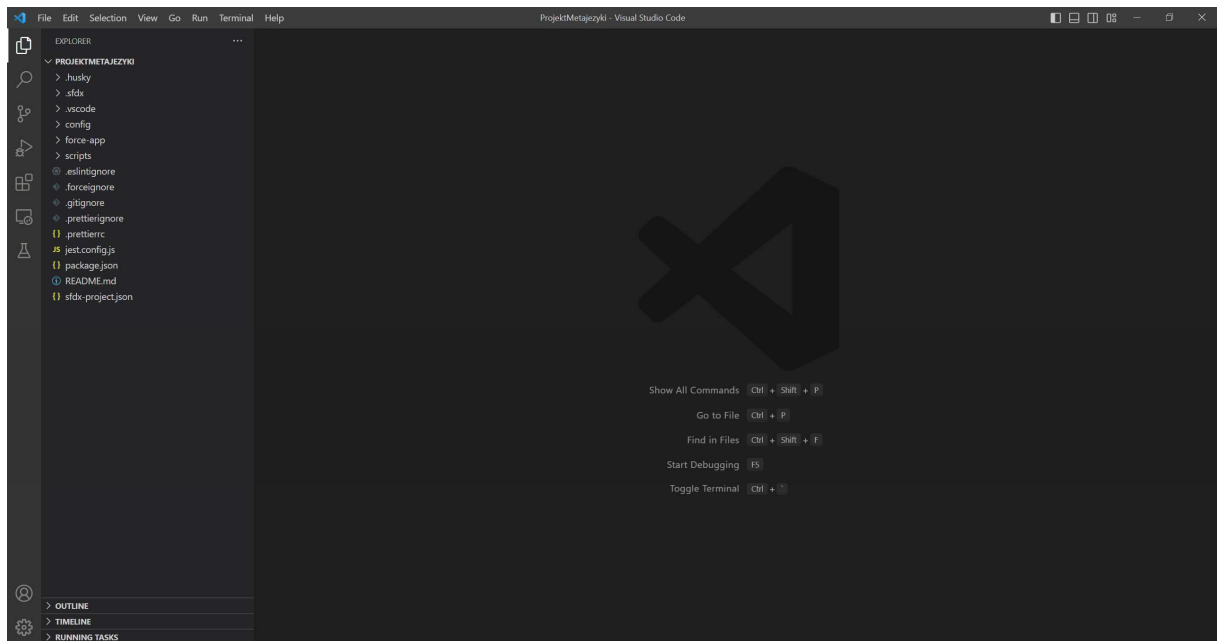 File Edit Selection View Go Run Terminal Help
ProjektMetajezyki - Visual Studio Code
EXPLORER
PROJEKTMETAJEZYKI
.husky
.sfdx
.vscode
config
force-app
scripts
.eslintignore
.forceignore
.gitignore
.prettierignore
{} .prettierrc
JS jest.config.js
{} package.json
README.md
{} sfdx-project.json
Show All Commands Ctrl + Shift + P
Go to File Ctrl + P
Find in Files Ctrl + Shift + F
Start Debugging F5
Toggle Terminal Ctrl + `
OUTLINE
TIMELINE
RUNNING TASKS